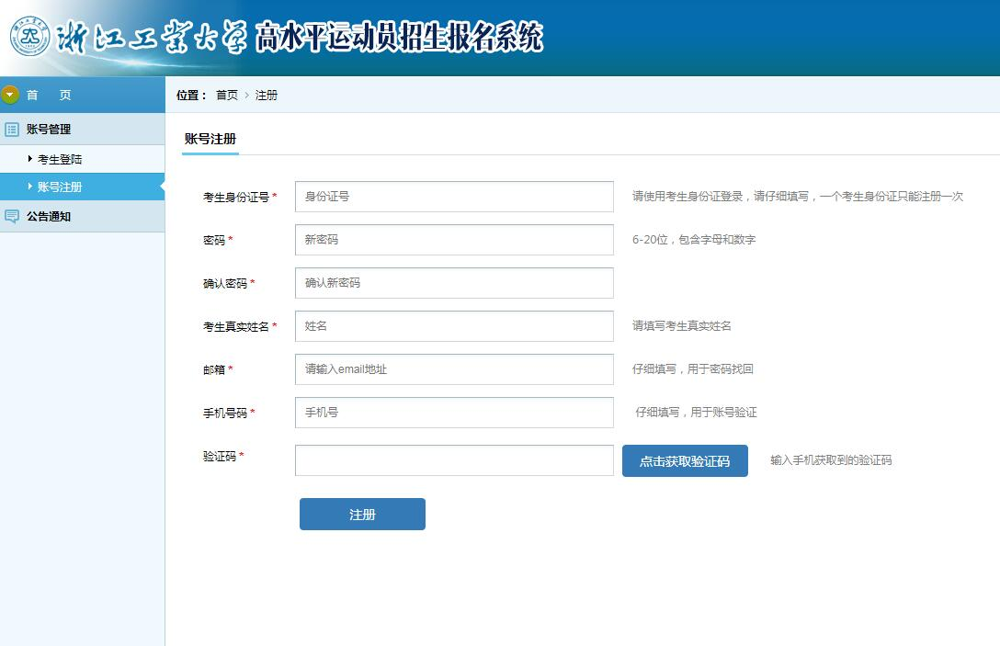 浙江工业大学 高水平运动员招生报名系统
首 页
位置： 首页 > 注册
账号管理
考生登陆
账号注册
公告通知
账号注册
考生身份证号* 身份证号 请使用考生身份证登录，请仔细填写，一个考生身份证只能注册一次
密码* 新密码 6-20位，包含字母和数字
确认密码* 确认新密码
考生真实姓名* 姓名 请填写考生真实姓名
邮箱* 请输入email地址 仔细填写，用于密码找回
手机号码* 手机号 仔细填写，用于账号验证
验证码* 点击获取验证码 输入手机获取到的验证码
注册